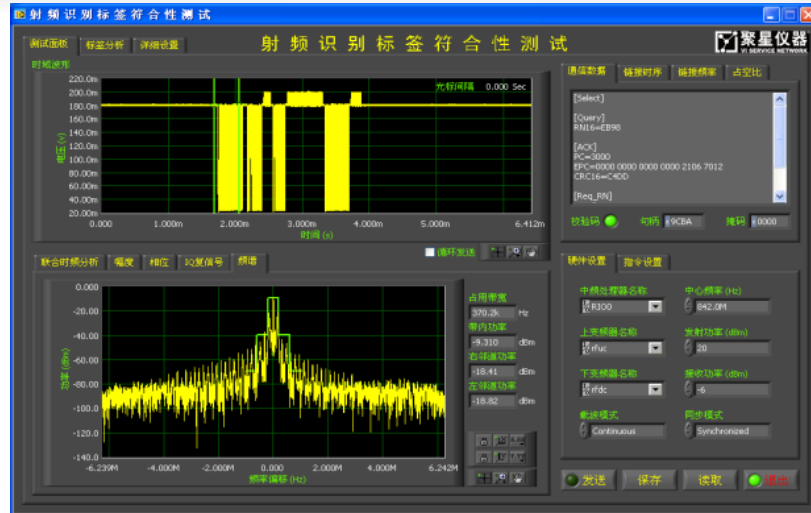 射频识别标签符合性测试
测试面板 标签分析 详细设置
射频识别标签符合性测试
聚星仪器
VI SERVICE NETWORK
时域波形
光标间隔 0.000 Sec
220.0m
200.0m
180.0m
160.0m
140.0m
120.0m
100.0m
80.00m
60.00m
40.00m
20.00m
电压 (v)
0.000 1.000m 2.000m 3.000m 4.000m 5.000m 6.412m
时间 (s)
循环发送
通信数据 链接时序 链接频率 占空比
[Select]
[Query]
RN16=EB98
[ACK]
PC=3000
EPC=0000 0000 0000 0000 2106 7012
CRC16=C4DD
[Req_RN]
校验码 句柄 9CBA 掩码 0000
联合时频分析 幅度 相位 IQ复信号 频谱
0.000
-20.00
-40.00
-60.00
-80.00
-100.0
-120.0
-140.0
功率 (dBm)
-6.239M -4.000M -2.000M 0.000 2.000M 4.000M 6.242M
频率偏移 (Hz)
占用带宽
370.2k Hz
带内功率
-9.310 dBm
右邻道功率
-18.41 dBm
左邻道功率
-18.82 dBm
硬件设置 指令设置
中频处理器名称 中心频率 (Hz)
RIO0 842.0M
上变频器名称 发射功率 (dBm)
rfuc 20
下变频器名称 接收功率 (dBm)
rfdc -6
载波模式 同步模式
Continuous Synchronized
发送 保存 读取 退出